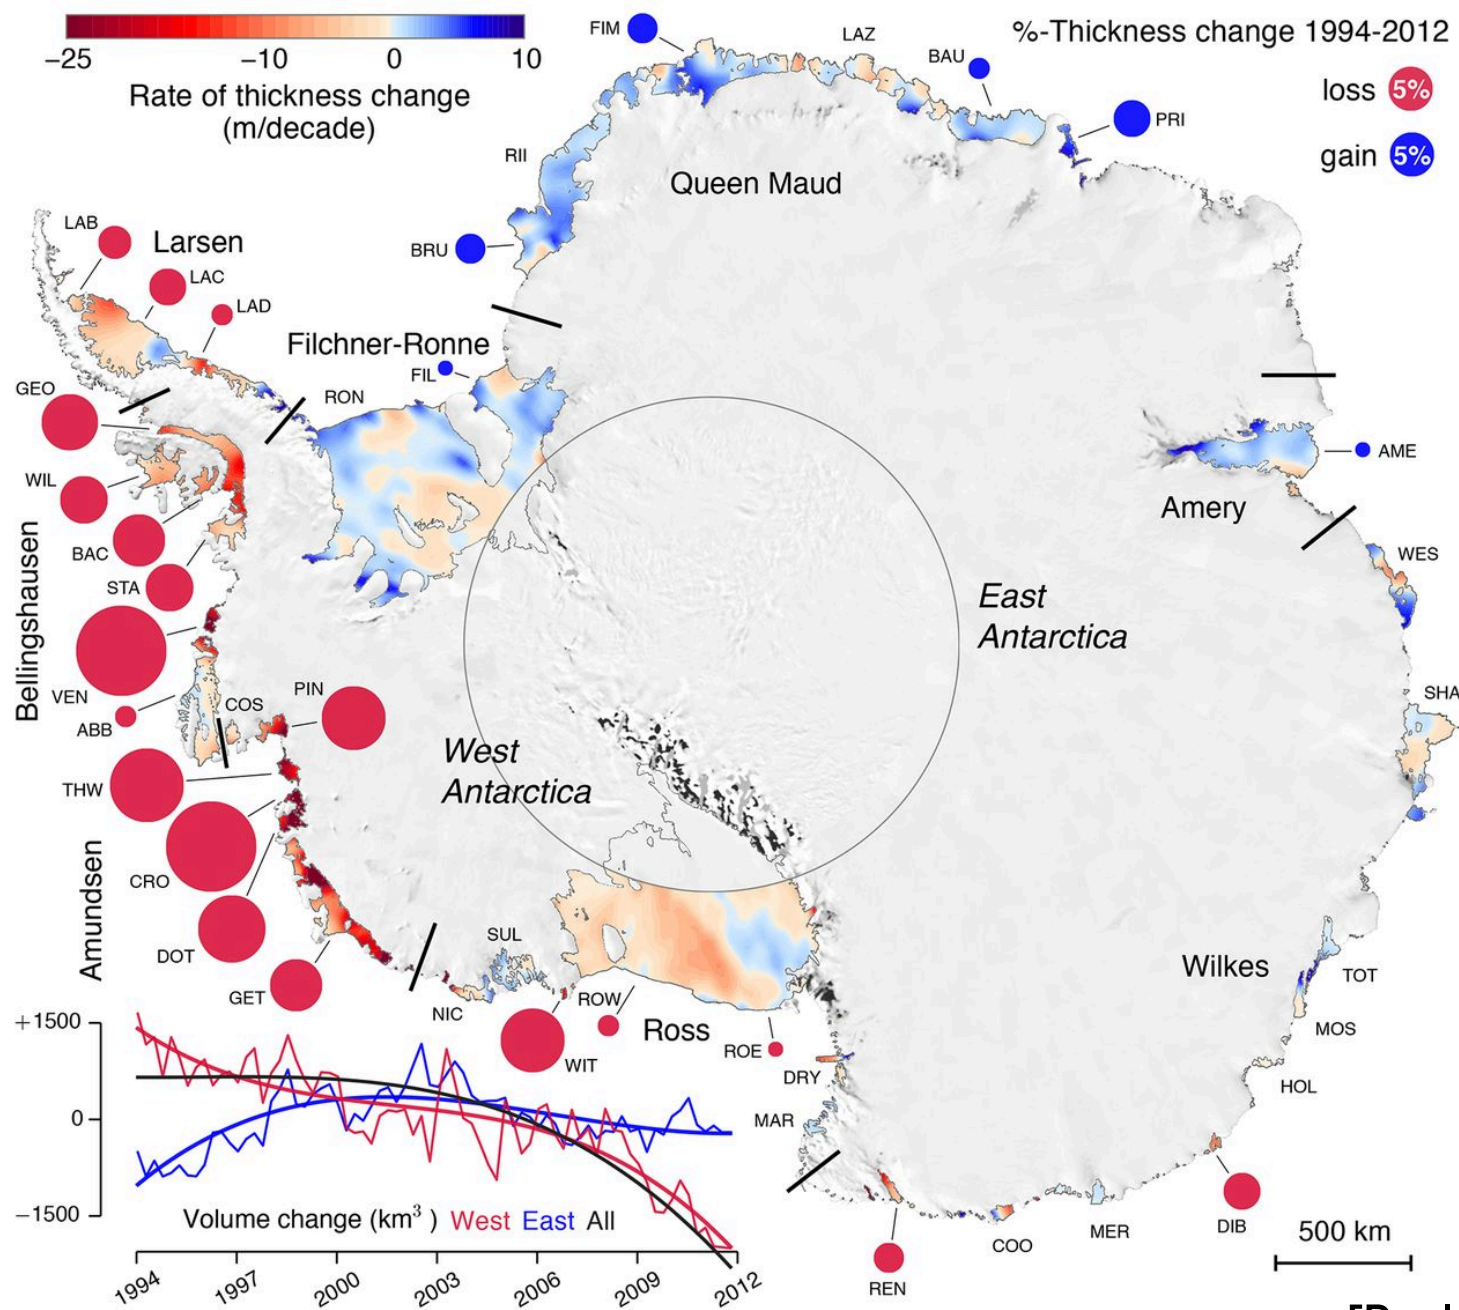 −25 −10 0 10
Rate of thickness change
(m/decade)
%-Thickness change 1994-2012
loss 5%
gain 5%
FIM
LAZ
BAU
PRI
RII
Queen Maud
BRU
LAB
Larsen
LAC
LAD
Filchner-Ronne
FIL
RON
GEO
WIL
BAC
STA
VEN
ABB
Bellingshausen
COS
PIN
THW
CRO
DOT
GET
Amundsen
West
Antarctica
East
Antarctica
AME
Amery
WES
SHA
Wilkes
TOT
MOS
HOL
DIB
MER
COO
REN
MAR
DRY
ROE
Ross
ROW
WIT
SUL
NIC
+1500
0
−1500
Volume change (km³ ) West East All
1994 1997 2000 2003 2006 2009 2012
500 km